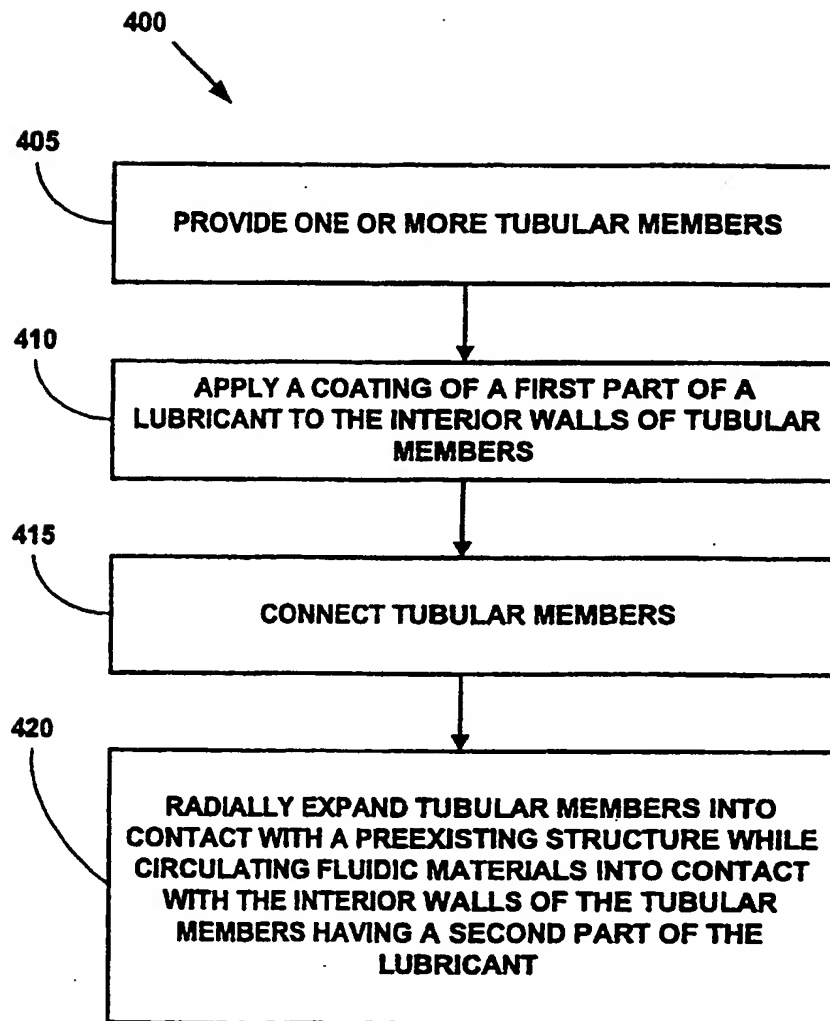 400
405
PROVIDE ONE OR MORE TUBULAR MEMBERS
410
APPLY A COATING OF A FIRST PART OF A
LUBRICANT TO THE INTERIOR WALLS OF TUBULAR
MEMBERS
415
CONNECT TUBULAR MEMBERS
420
RADIALLY EXPAND TUBULAR MEMBERS INTO
CONTACT WITH A PREEXISTING STRUCTURE WHILE
CIRCULATING FLUIDIC MATERIALS INTO CONTACT
WITH THE INTERIOR WALLS OF THE TUBULAR
MEMBERS HAVING A SECOND PART OF THE
LUBRICANT